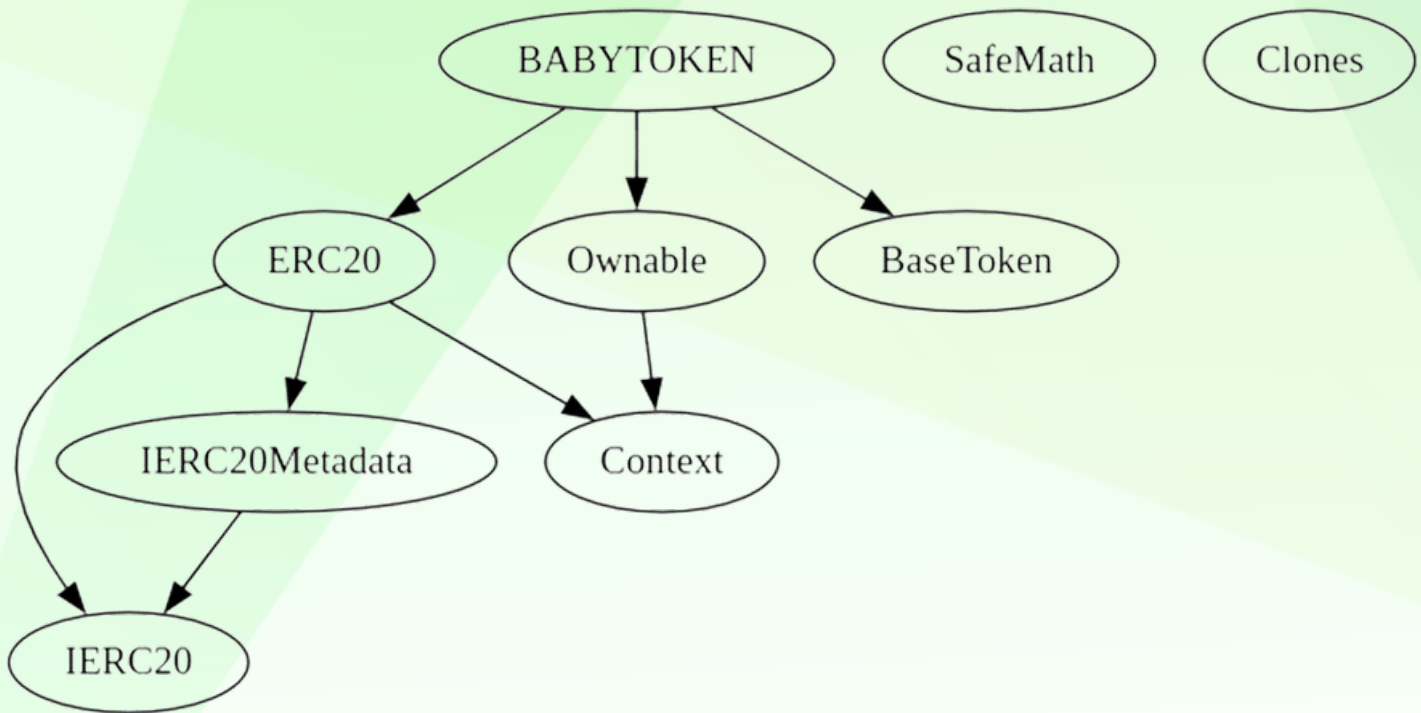 BABYTOKEN
SafeMath
Clones
ERC20
Ownable
BaseToken
IERC20Metadata
Context
IERC20